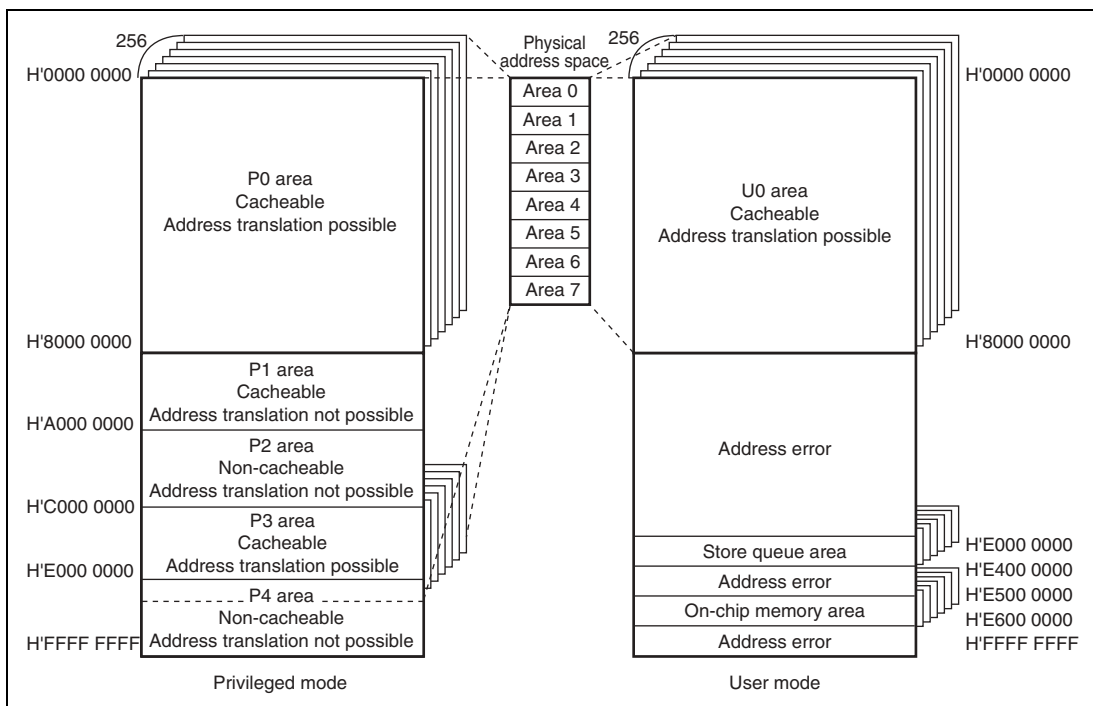 256
H'0000 0000
P0 area
Cacheable
Address translation possible
H'8000 0000
P1 area
Cacheable
Address translation not possible
H'A000 0000
P2 area
Non-cacheable
Address translation not possible
H'C000 0000
P3 area
Cacheable
Address translation possible
H'E000 0000
P4 area
Non-cacheable
Address translation not possible
H'FFFF FFFF
Privileged mode
Physical
address space
Area 0
Area 1
Area 2
Area 3
Area 4
Area 5
Area 6
Area 7
256
H'0000 0000
U0 area
Cacheable
Address translation possible
H'8000 0000
Address error
Store queue area
Address error
On-chip memory area
Address error
H'E000 0000
H'E400 0000
H'E500 0000
H'E600 0000
H'FFFF FFFF
User mode